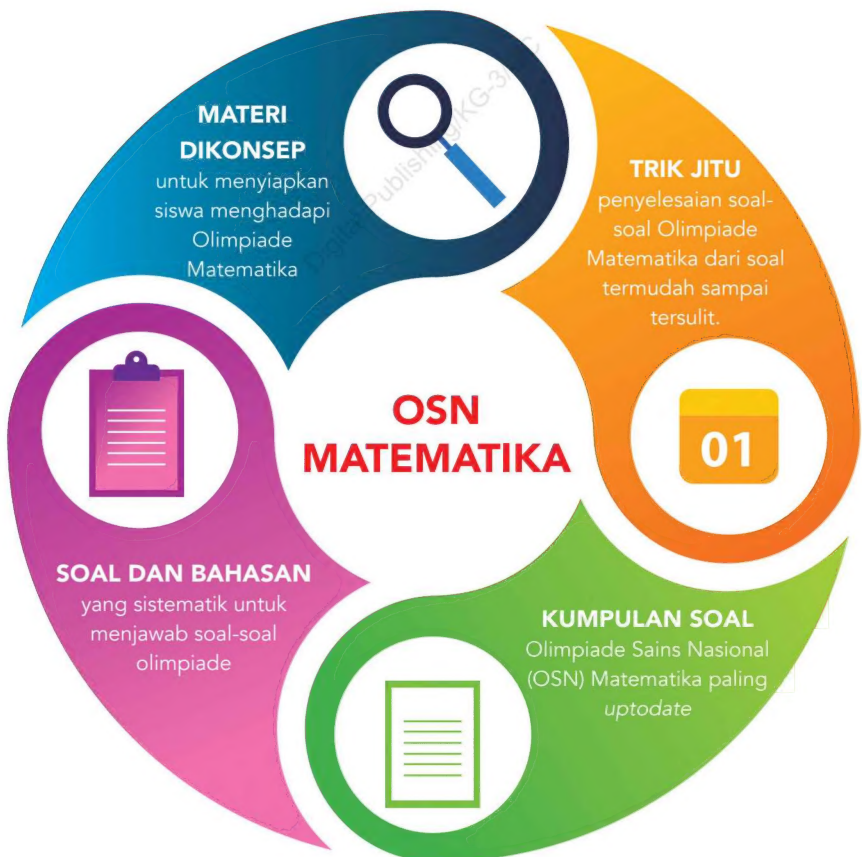 MATERI
DIKONSEP
untuk menyiapkan
siswa menghadapi
Olimpiade
Matematika
TRIK JITU
penyelesaian soal-
soal Olimpiade
Matematika dari soal
termudah sampai
tersulit.
01
OSN
MATEMATIKA
SOAL DAN BAHASAN
yang sistematik untuk
menjawab soal-soal
olimpiade
KUMPULAN SOAL
Olimpiade Sains Nasional
(OSN) Matematika paling
uptodate